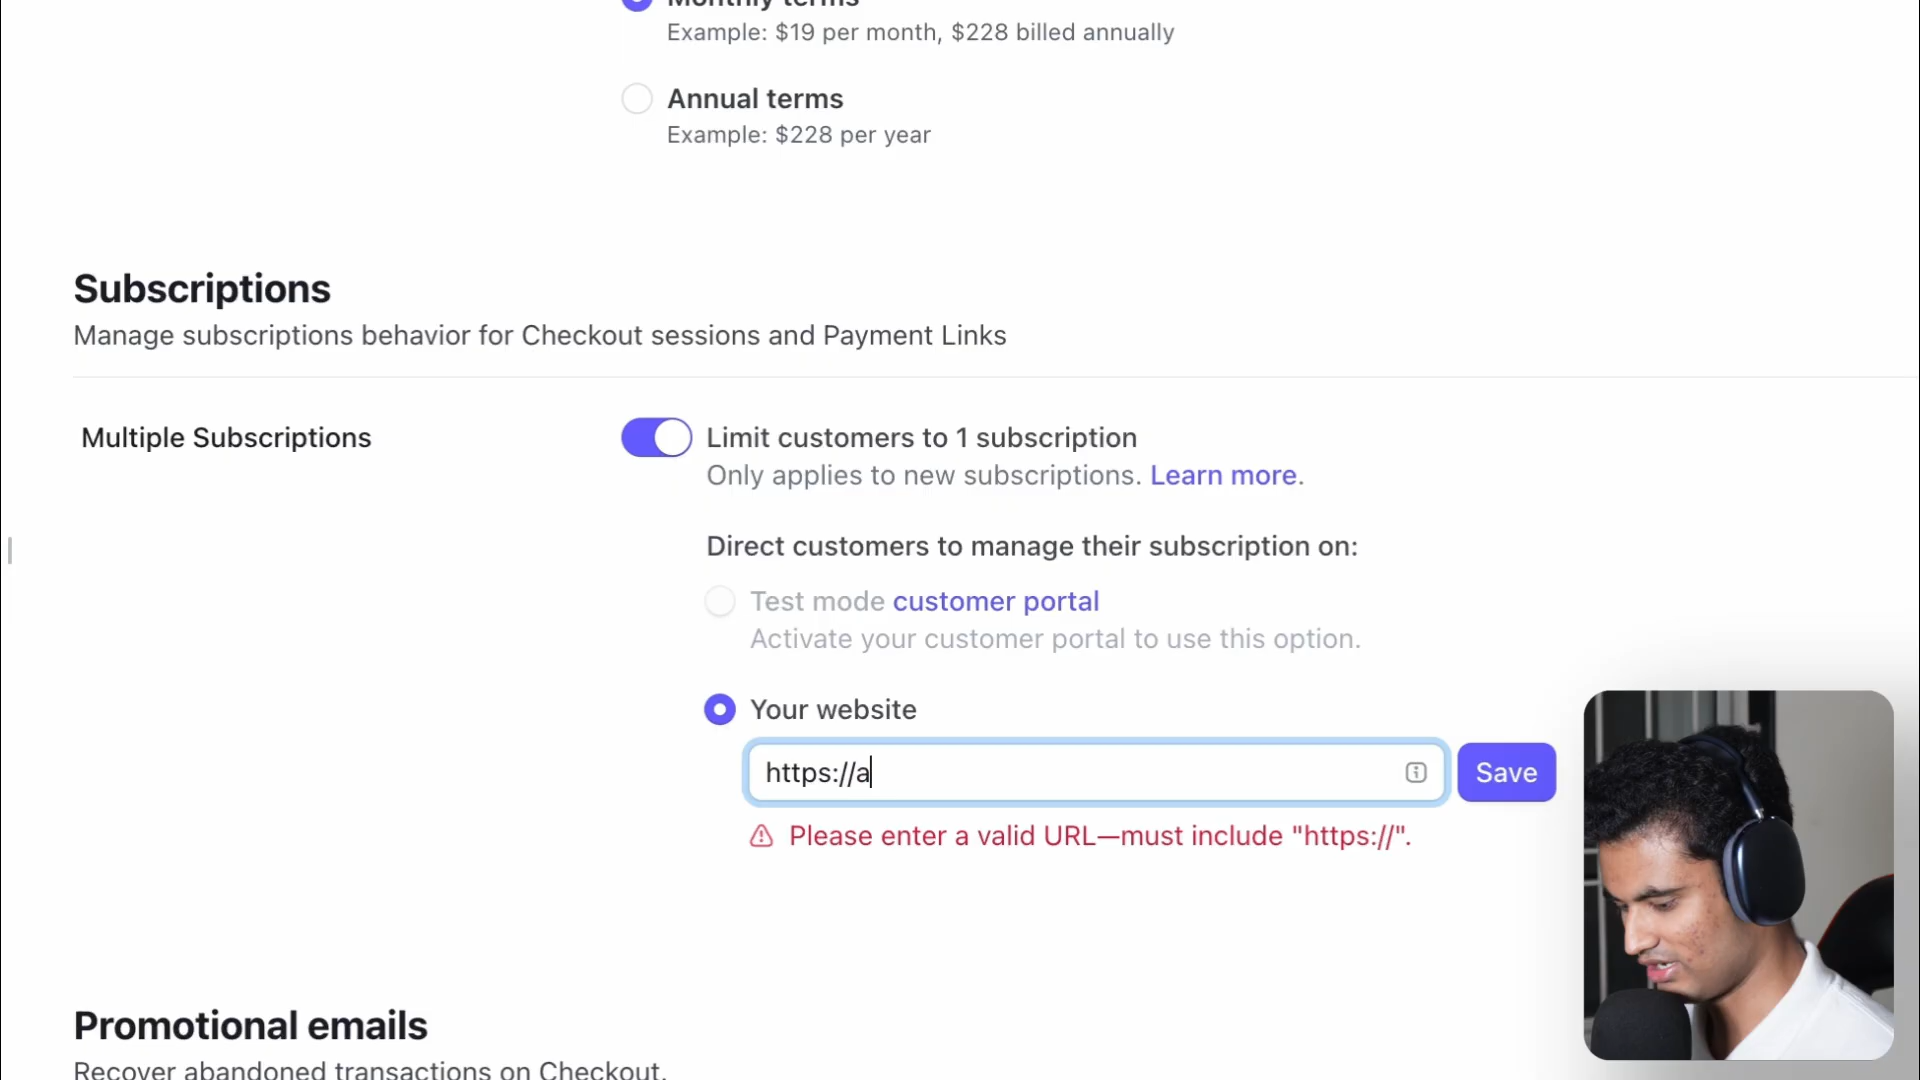 Monthly terms
Example: $19 per month, $228 billed annually
Annual terms
Example: $228 per year
Subscriptions
Manage subscriptions behavior for Checkout sessions and Payment Links
Multiple Subscriptions
Limit customers to 1 subscription
Only applies to new subscriptions. Learn more.
Direct customers to manage their subscription on:
Test mode customer portal
Activate your customer portal to use this option.
Your website
https://a
Save
Please enter a valid URL—must include "https://".
Promotional emails
Recover abandoned transactions on Checkout.